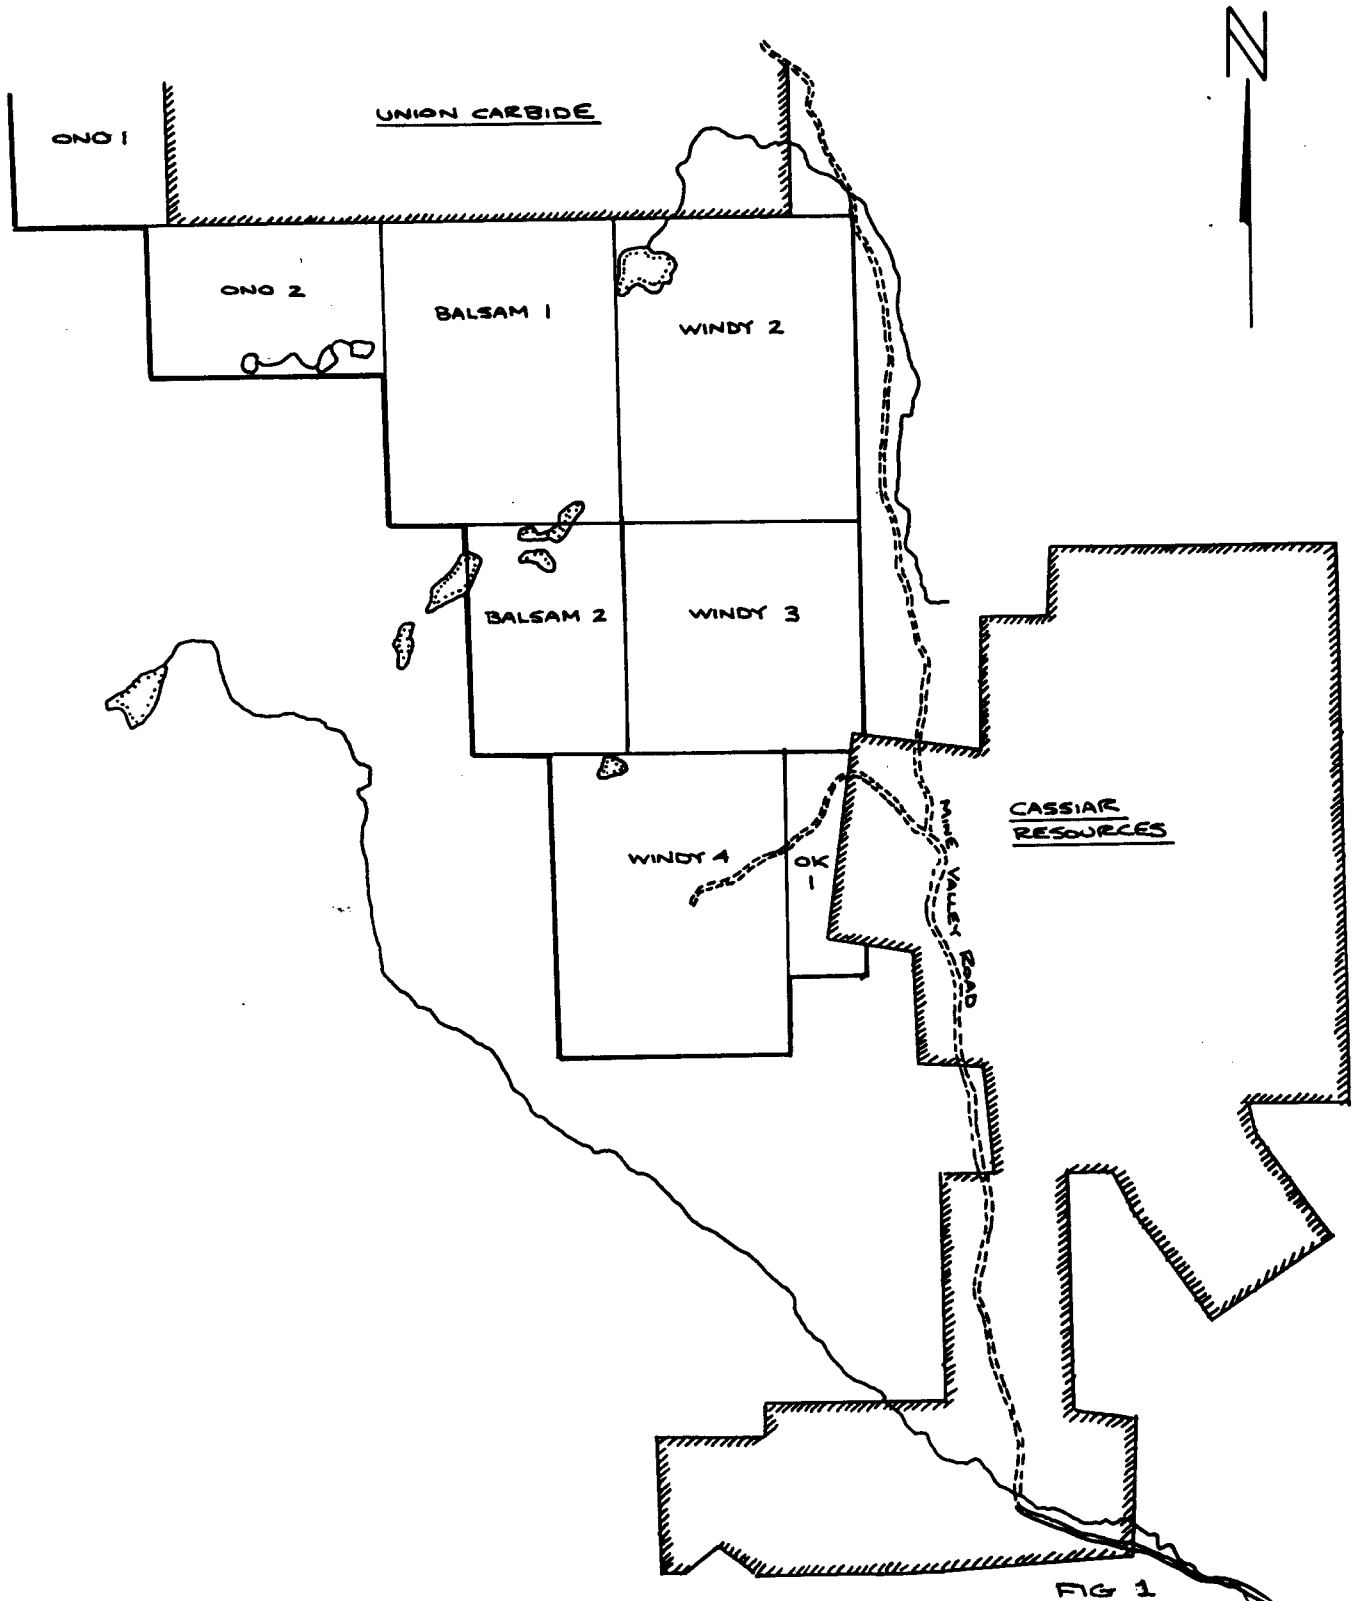 N
UNION CARBIDE
ONO 1
ONO 2
BALSAM 1
WINDY 2
BALSAM 2
WINDY 3
CASSIAR
RESOURCES
WINDY 4
OK
1
MINE VALLEY ROAD
FIG 1